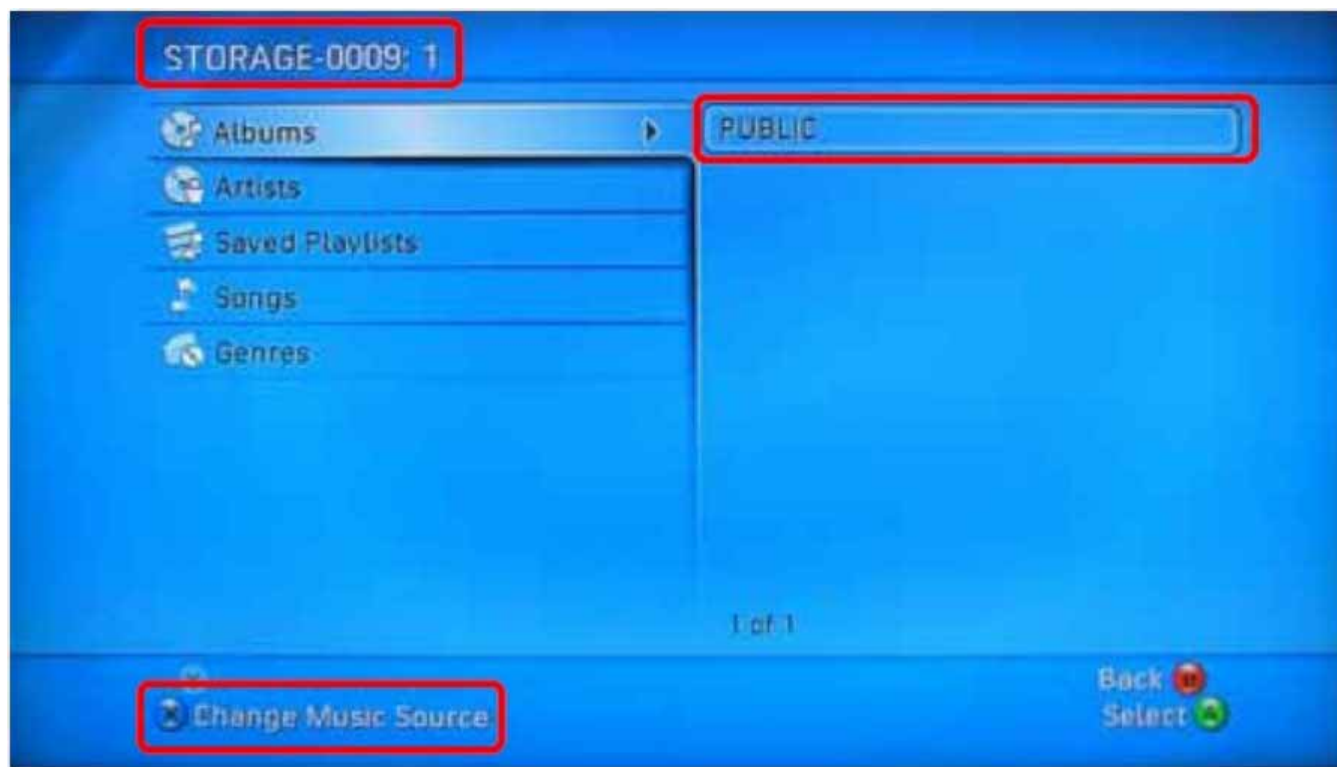 STORAGE-0009: 1
Albums
PUBLIC
Artists
Saved Playlists
Songs
Genres
1 of 1
X Change Music Source
Back B
Select A